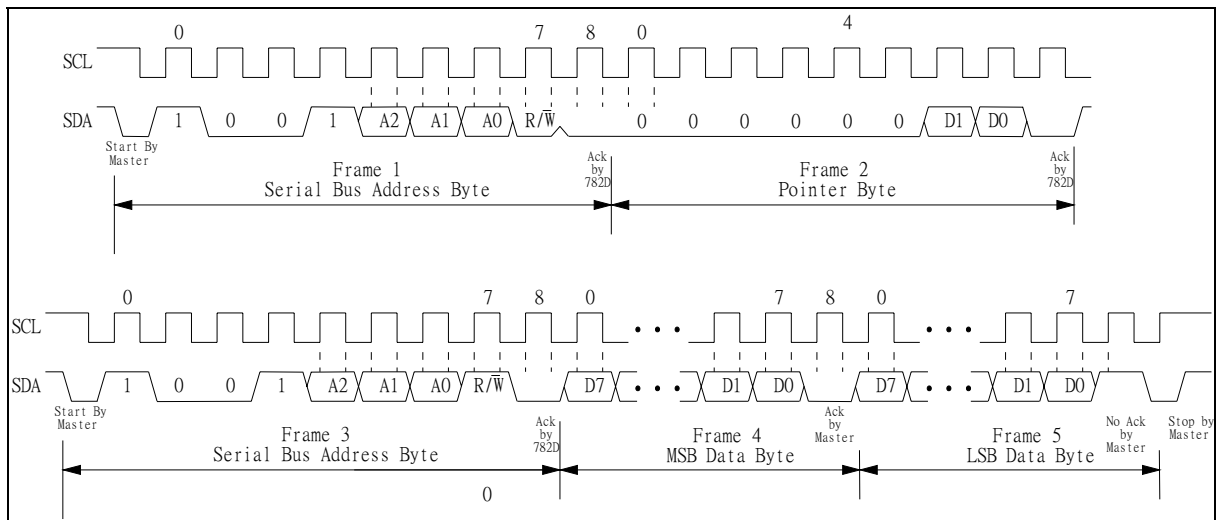 0 7 8 0 4
SCL
SDA 1 0 0 1 A2 A1 A0 R/W̅ 0 0 0 0 0 0 D1 D0
Start By
Master
Ack
by
782D
Ack
by
782D
Frame 1
Serial Bus Address Byte
Frame 2
Pointer Byte
0 7 8 0 7 8 0 7
SCL
SDA 1 0 0 1 A2 A1 A0 R/W̅ D7 D1 D0 D7 D1 D0
Start By
Master
Ack
by
782D
Ack
by
Master
No Ack
by
Master
Stop by
Master
Frame 3
Serial Bus Address Byte
Frame 4
MSB Data Byte
Frame 5
LSB Data Byte
0